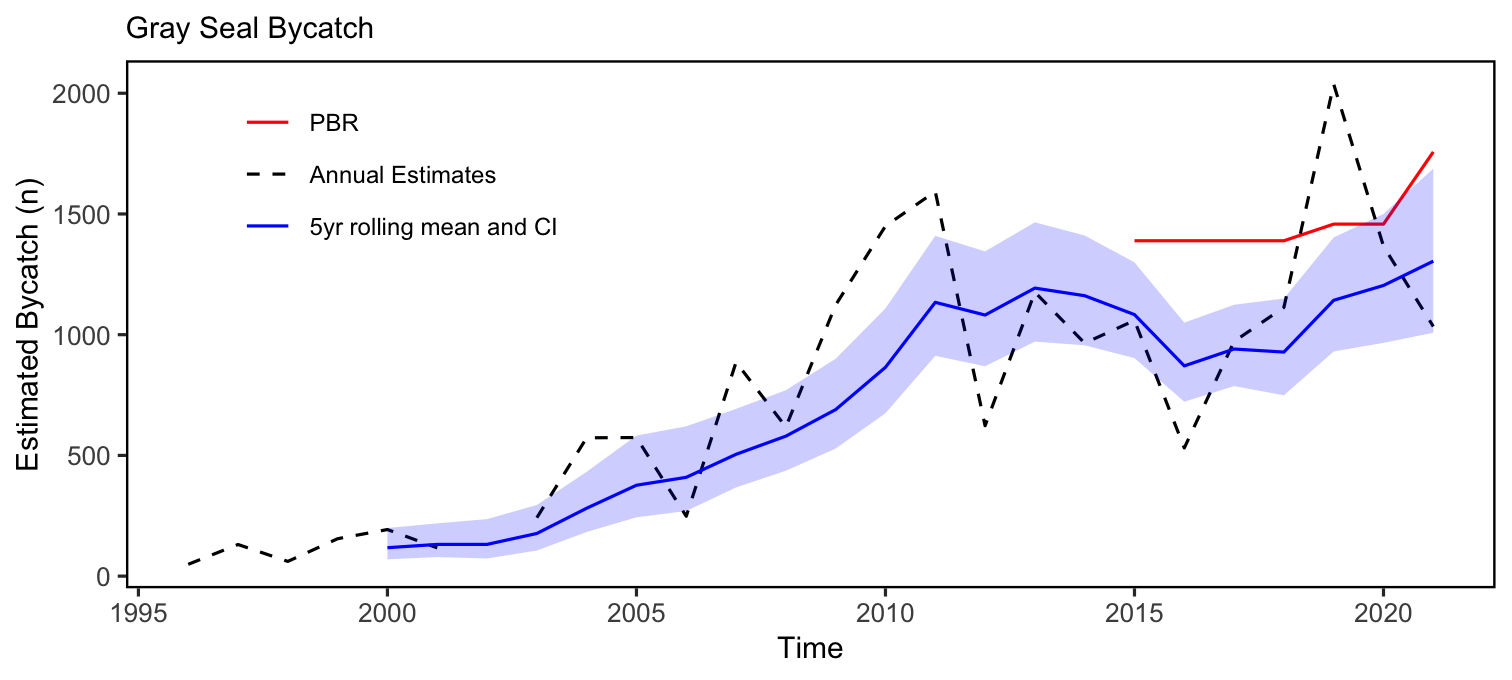 Gray Seal Bycatch
2000
1500
1000
500
0
Estimated Bycatch (n)
PBR
Annual Estimates
5yr rolling mean and CI
1995
2000
2005
2010
2015
2020
Time